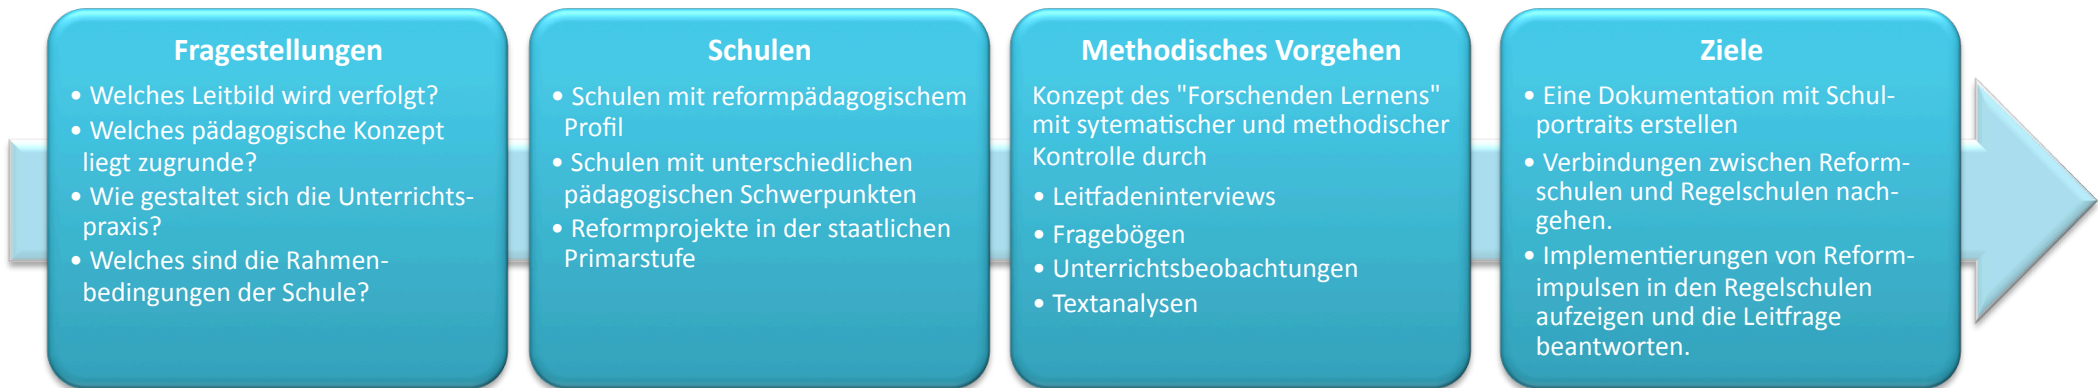 Fragestellungen
• Welches Leitbild wird verfolgt?
• Welches pädagogische Konzept
liegt zugrunde?
• Wie gestaltet sich die Unterrichts-
praxis?
• Welches sind die Rahmen-
bedingungen der Schule?
Schulen
• Schulen mit reformpädagogischem
Profil
• Schulen mit unterschiedlichen
pädagogischen Schwerpunkten
• Reformprojekte in der staatlichen
Primarstufe
Methodisches Vorgehen
Konzept des "Forschenden Lernens"
mit sytematischer und methodischer
Kontrolle durch
• Leitfadeninterviews
• Fragebögen
• Unterrichtsbeobachtungen
• Textanalysen
Ziele
• Eine Dokumentation mit Schul-
portraits erstellen
• Verbindungen zwischen Reform-
schulen und Regelschulen nach-
gehen.
• Implementierungen von Reform-
impulsen in den Regelschulen
aufzeigen und die Leitfrage
beantworten.